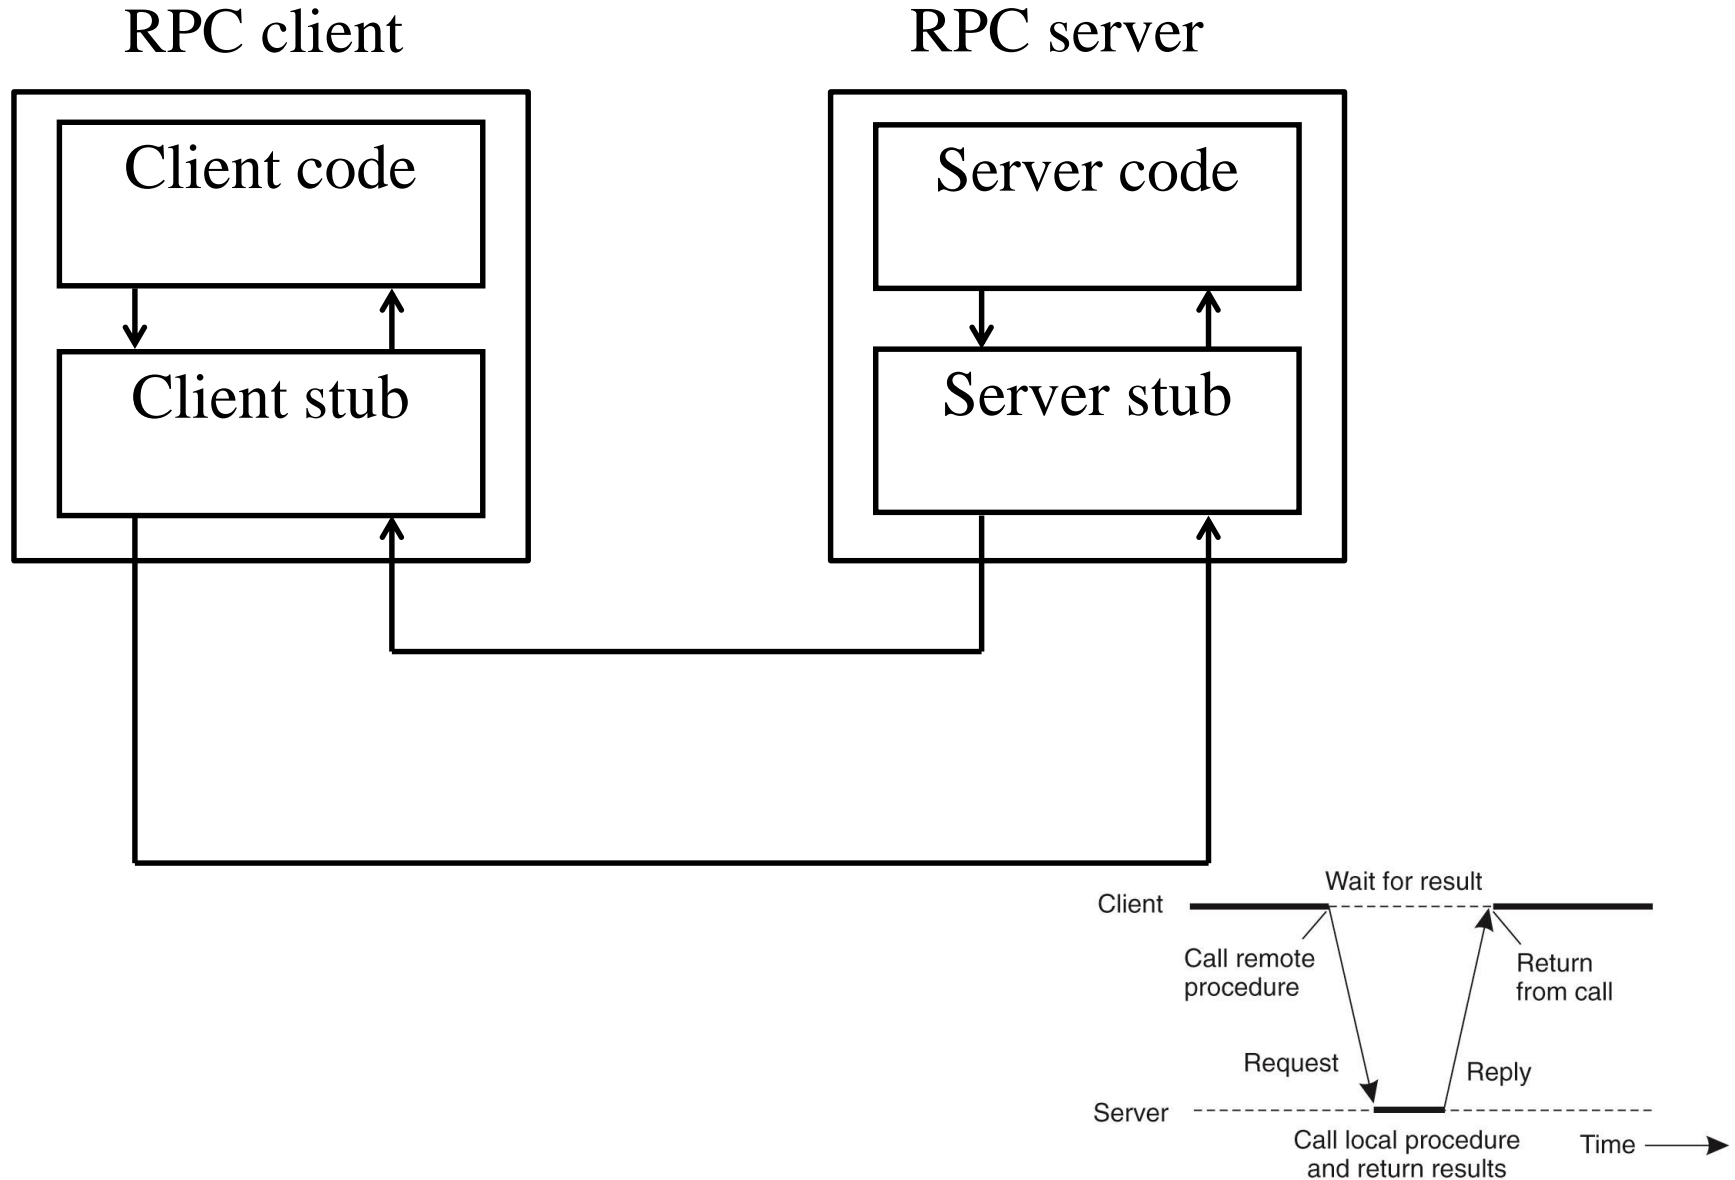 RPC client
RPC server
Client code
Server code
Client stub
Server stub
Wait for result
Client
Call remote
procedure
Return
from call
Request
Reply
Server
Call local procedure
and return results
Time